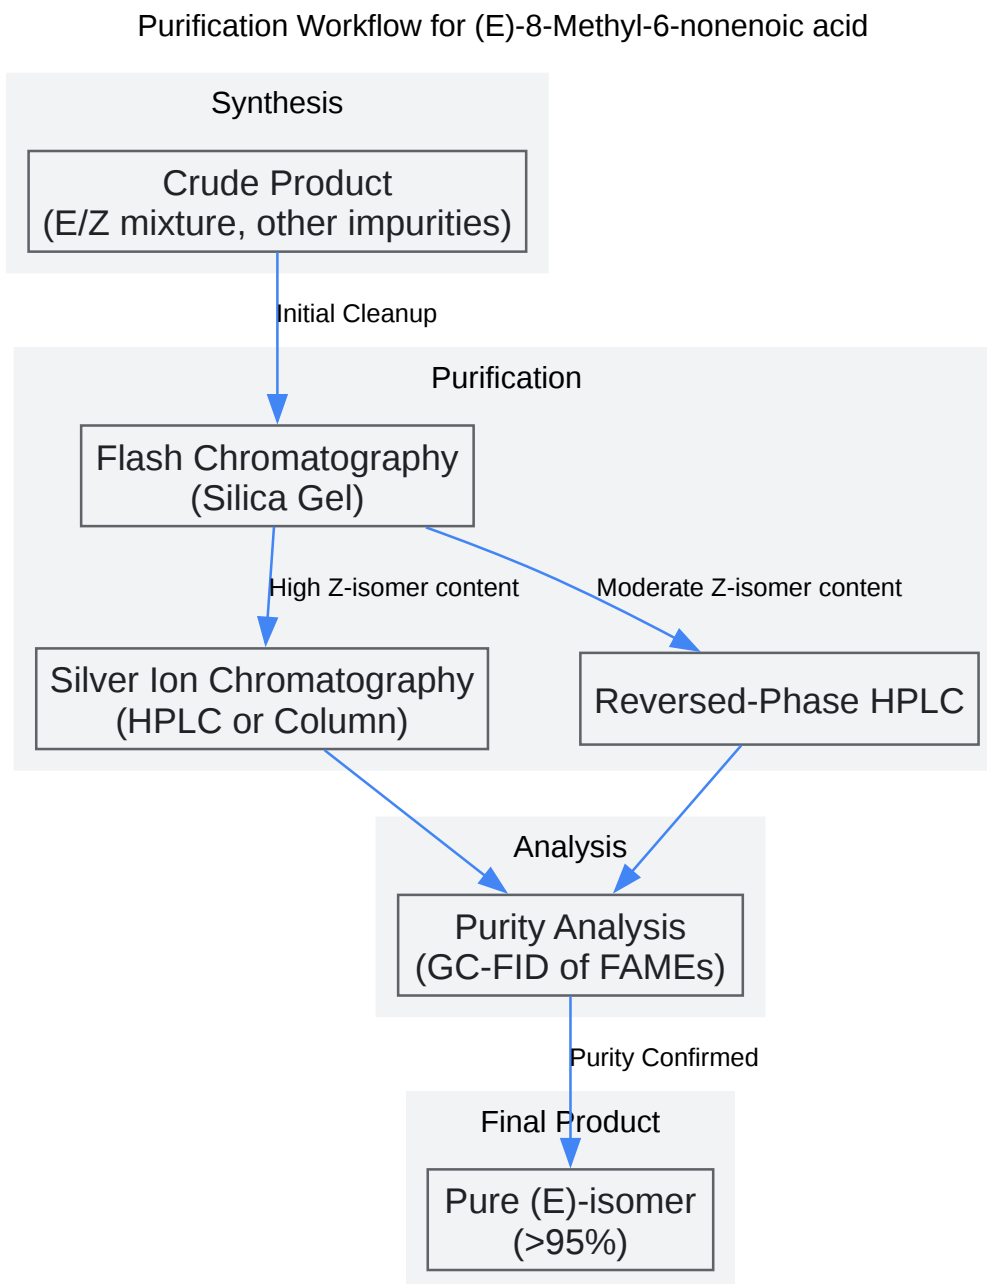 Purification Workflow for (E)-8-Methyl-6-nonenoic acid
Synthesis
Crude Product
(E/Z mixture, other impurities)
Initial Cleanup
Purification
Flash Chromatography
(Silica Gel)
High Z-isomer content
Moderate Z-isomer content
Silver Ion Chromatography
(HPLC or Column)
Reversed-Phase HPLC
Analysis
Purity Analysis
(GC-FID of FAMEs)
Purity Confirmed
Final Product
Pure (E)-isomer
(>95%)